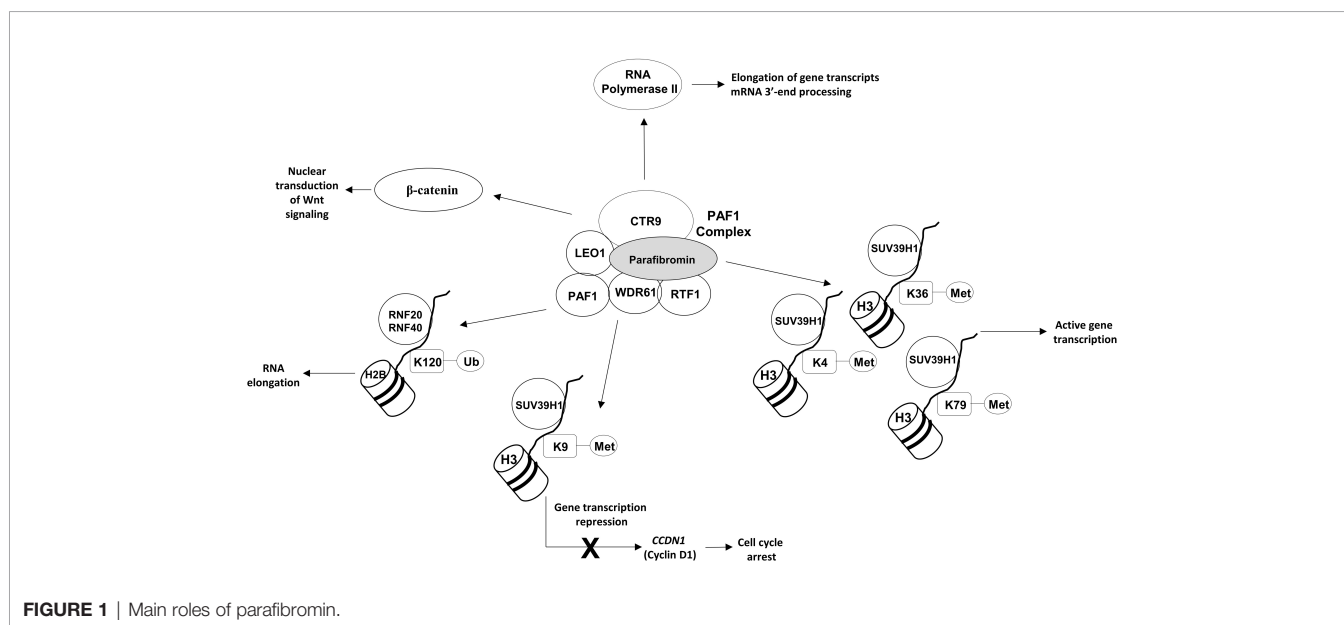 RNA
Polymerase II
Elongation of gene transcripts
mRNA 3'-end processing
Nuclear
transduction
of Wnt
signaling
β-catenin
CTR9
PAF1
Complex
LEO1
Parafibromin
PAF1
WDR61
RTF1
RNF20
RNF40
K120
Ub
H2B
RNA
elongation
SUV39H1
K36
Met
H3
SUV39H1
K4
Met
H3
SUV39H1
K79
Met
H3
Active gene
transcription
SUV39H1
K9
Met
H3
Gene transcription
repression
X
CCDN1
(Cyclin D1)
Cell cycle
arrest
FIGURE 1 | Main roles of parafibromin.